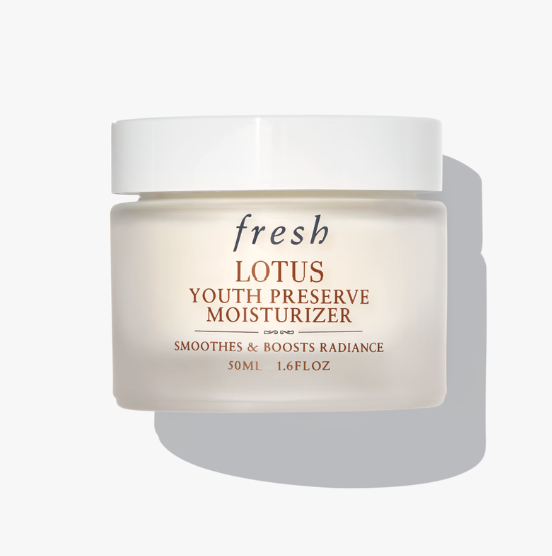 fresh
LOTUS
YOUTH PRESERVE
MOISTURIZER
SMOOTHES & BOOSTS RADIANCE
50ML 1.6FLOZ